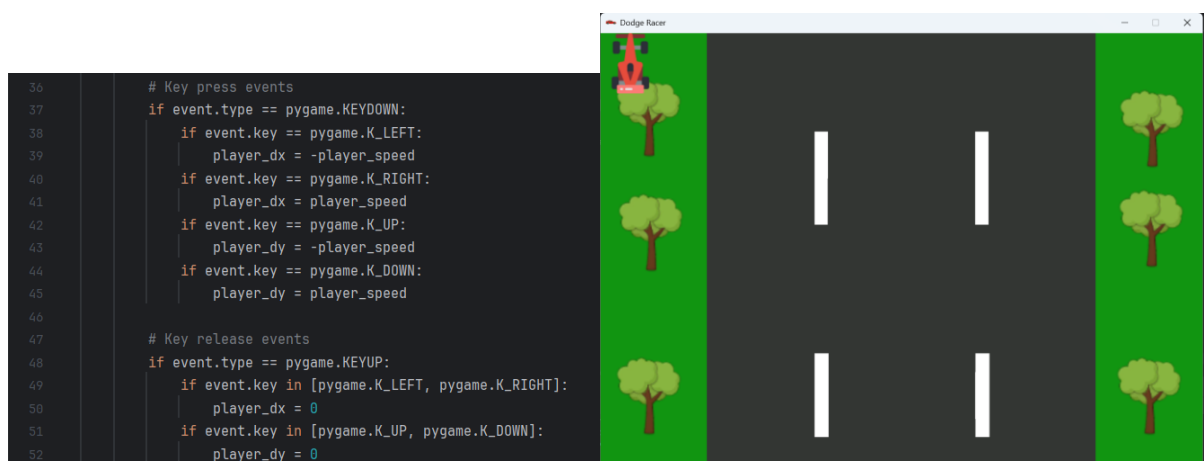 Dodge Racer
36 # Key press events
37 if event.type == pygame.KEYDOWN:
38 if event.key == pygame.K_LEFT:
39 player_dx = -player_speed
40 if event.key == pygame.K_RIGHT:
41 player_dx = player_speed
42 if event.key == pygame.K_UP:
43 player_dy = -player_speed
44 if event.key == pygame.K_DOWN:
45 player_dy = player_speed
46
47 # Key release events
48 if event.type == pygame.KEYUP:
49 if event.key in [pygame.K_LEFT, pygame.K_RIGHT]:
50 player_dx = 0
51 if event.key in [pygame.K_UP, pygame.K_DOWN]:
52 player_dy = 0